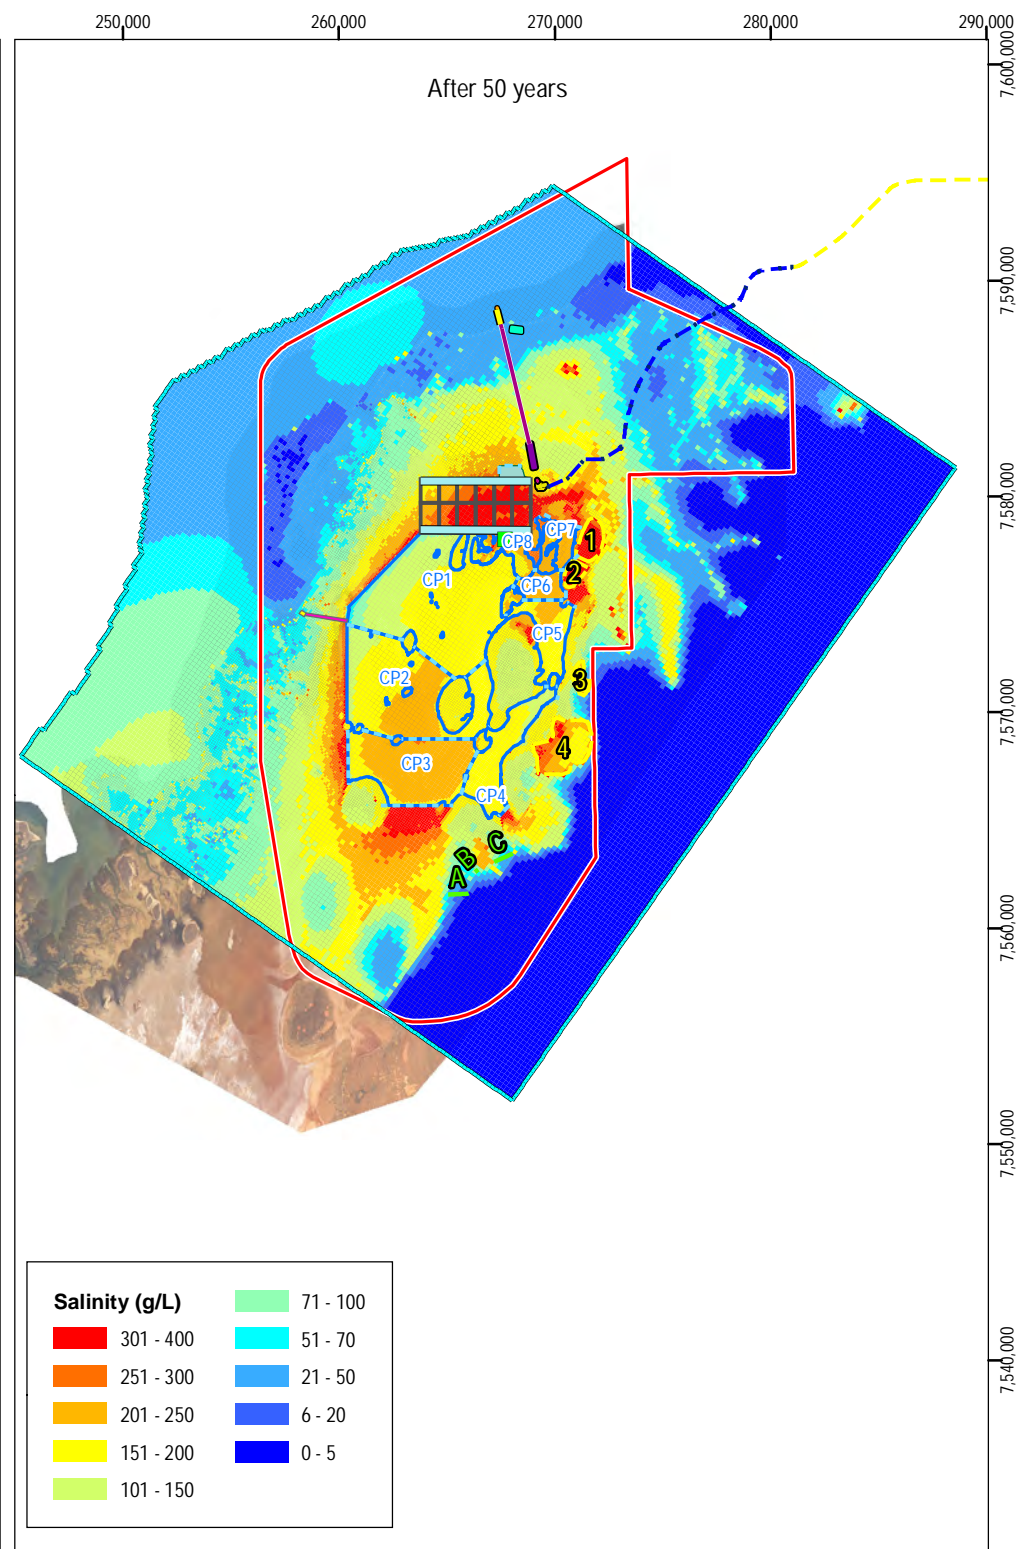 250,000 260,000 270,000 280,000 290,000
7,600,000
After 50 years
7,590,000
7,580,000
CP7
CP8
1
2
CP1
CP6
CP5
CP2
3
7,570,000
4
CP3
CP4
C
B
A
7,560,000
7,550,000
7,540,000
Salinity (g/L)
301 - 400
251 - 300
201 - 250
151 - 200
101 - 150
71 - 100
51 - 70
21 - 50
6 - 20
0 - 5